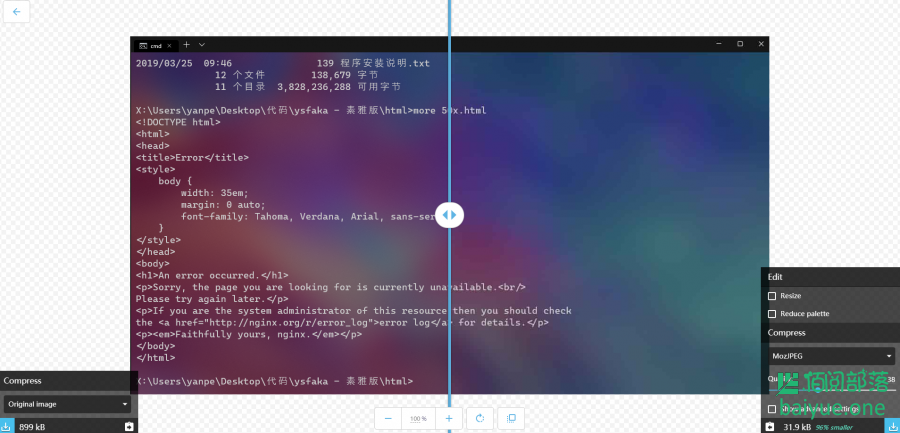 cmd
2019/03/25  09:46               139 程序安装说明.txt
              12 个文件        138,679 字节
              11 个目录  3,828,236,288 可用字节
X:\Users\yanpe\Desktop\代码\ysfaka - 素雅版\html>more 50x.html
<!DOCTYPE html>
<html>
<head>
<title>Error</title>
<style>
    body {
        width: 35em;
        margin: 0 auto;
        font-family: Tahoma, Verdana, Arial, sans-ser
    }
</style>
</head>
<body>
<h1>An error occurred.</h1>
<p>Sorry, the page you are looking for is currently unavailable.<br/>
Please try again later.</p>
<p>If you are the system administrator of this resource then you should check
the <a href="http://nginx.org/r/error_log">error log</a> for details.</p>
<p><em>Faithfully yours, nginx.</em></p>
</body>
</html>
X:\Users\yanpe\Desktop\代码\ysfaka - 素雅版\html>
Compress
Original image
899 kB
100 %
Edit
Resize
Reduce palette
Compress
MozJPEG
Quality 38
Show advanced settings
31.9 kB 96% smaller
佰阅部落
baiyue.one